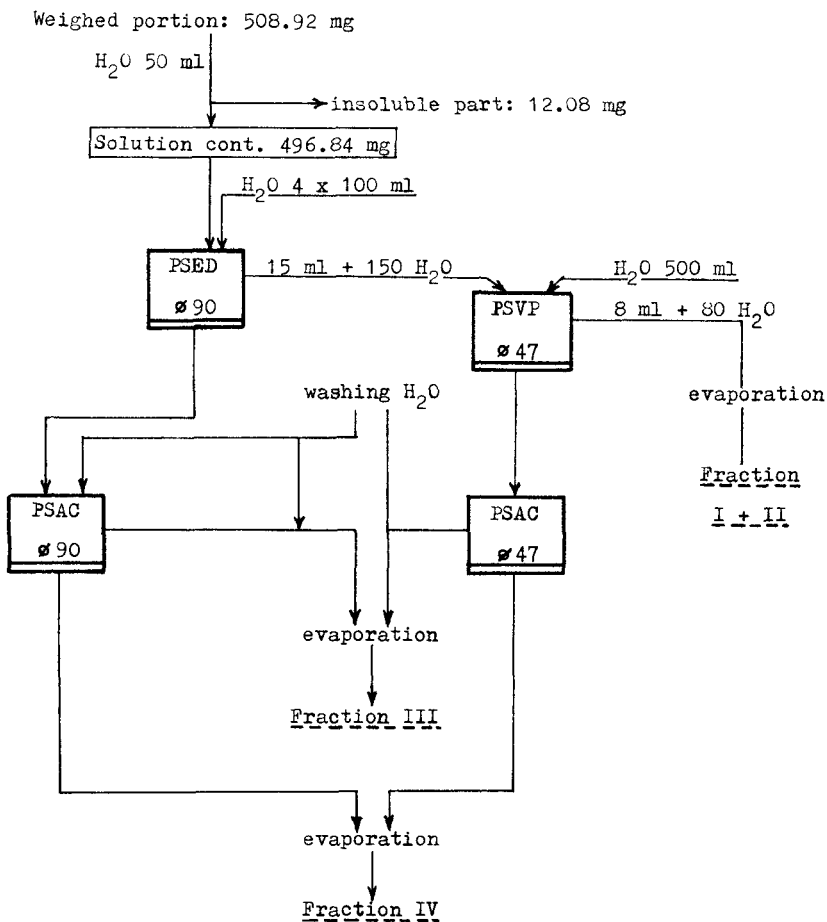 Weighed portion: 508.92 mg
H2O 50 ml
insoluble part: 12.08 mg
Solution cont. 496.84 mg
H2O 4 x 100 ml
PSED
ø 90
15 ml + 150 H2O
H2O 500 ml
PSVP
ø 47
8 ml + 80 H2O
evaporation
Fraction
I + II
washing H2O
PSAC
ø 90
PSAC
ø 47
evaporation
Fraction III
evaporation
Fraction IV